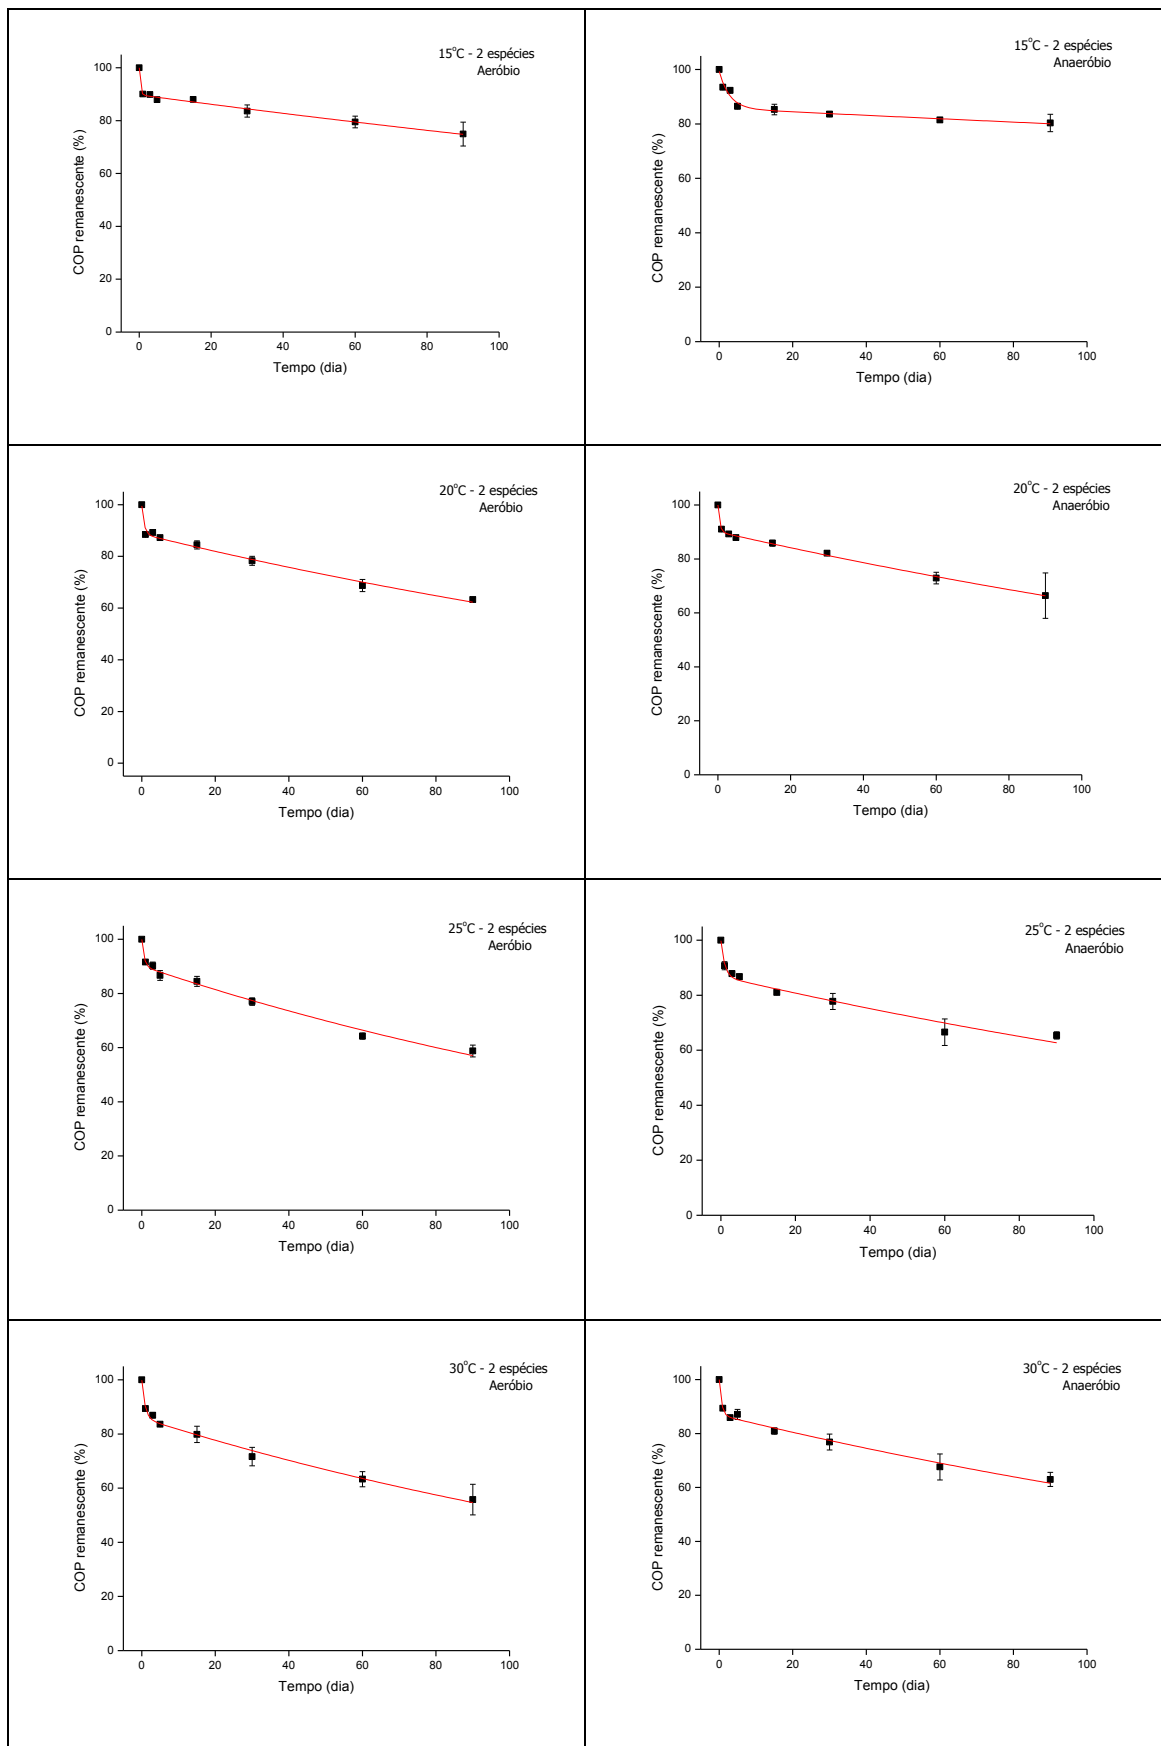 15°C - 2 espécies
Aeróbio
100
80
60
40
20
0
COP remanescente (%)
0 20 40 60 80 100
Tempo (dia)
15°C - 2 espécies
Anaeróbio
100
80
60
40
20
0
COP remanescente (%)
0 20 40 60 80 100
Tempo (dia)
20°C - 2 espécies
Aeróbio
100
80
60
40
20
0
COP remanescente (%)
0 20 40 60 80 100
Tempo (dia)
20°C - 2 espécies
Anaeróbio
100
80
60
40
20
0
COP remanescente (%)
0 20 40 60 80 100
Tempo (dia)
25°C - 2 espécies
Aeróbio
100
80
60
40
20
0
COP remanescente (%)
0 20 40 60 80 100
Tempo (dia)
25°C - 2 espécies
Anaeróbio
100
80
60
40
20
0
COP remanescente (%)
0 20 40 60 80 100
Tempo (dia)
30°C - 2 espécies
Aeróbio
100
80
60
40
20
0
COP remanescente (%)
0 20 40 60 80 100
Tempo (dia)
30°C - 2 espécies
Anaeróbio
100
80
60
40
20
0
COP remanescente (%)
0 20 40 60 80 100
Tempo (dia)